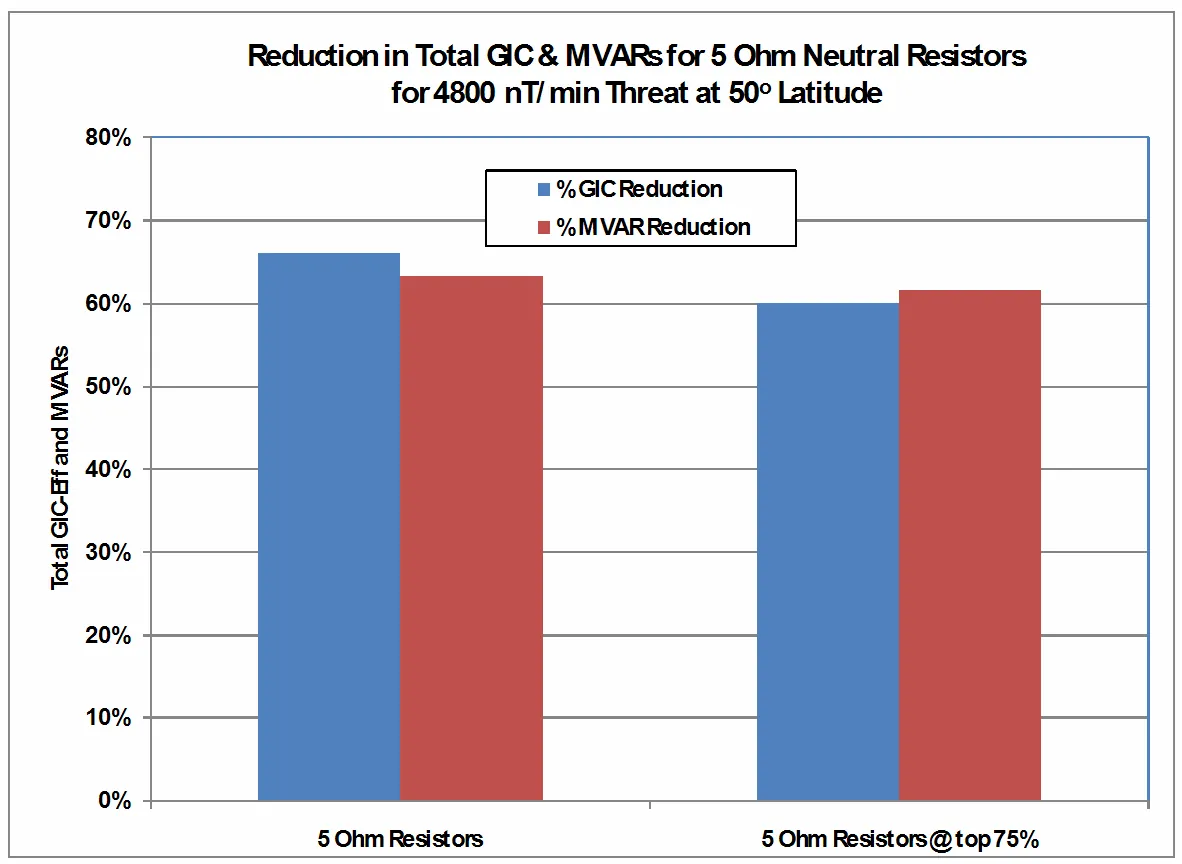 Reduction in Total GIC & MVARs for 5 Ohm Neutral Resistors
for 4800 nT/min Threat at 50º Latitude
80%
70%
60%
50%
40%
30%
20%
10%
0%
Total GIC-Eff and MVARs
% GIC Reduction
% MVAR Reduction
5 Ohm Resistors
5 Ohm Resistors @ top 75%